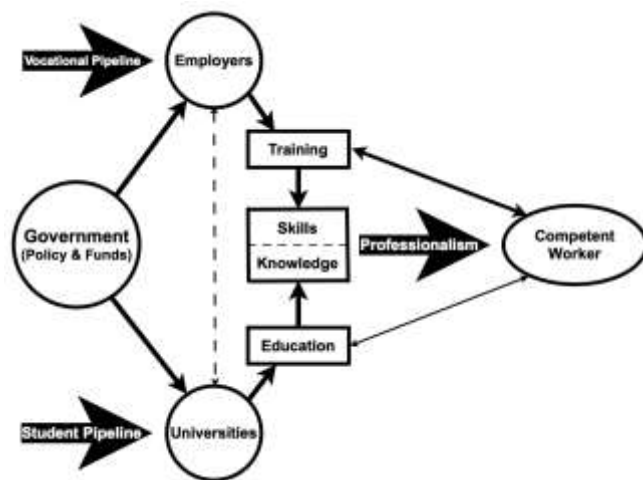 Vocational Pipeline
Employers
Training
Skills
Knowledge
Government
(Policy & Funds)
Professionalism
Competent
Worker
Education
Student Pipeline
Universities